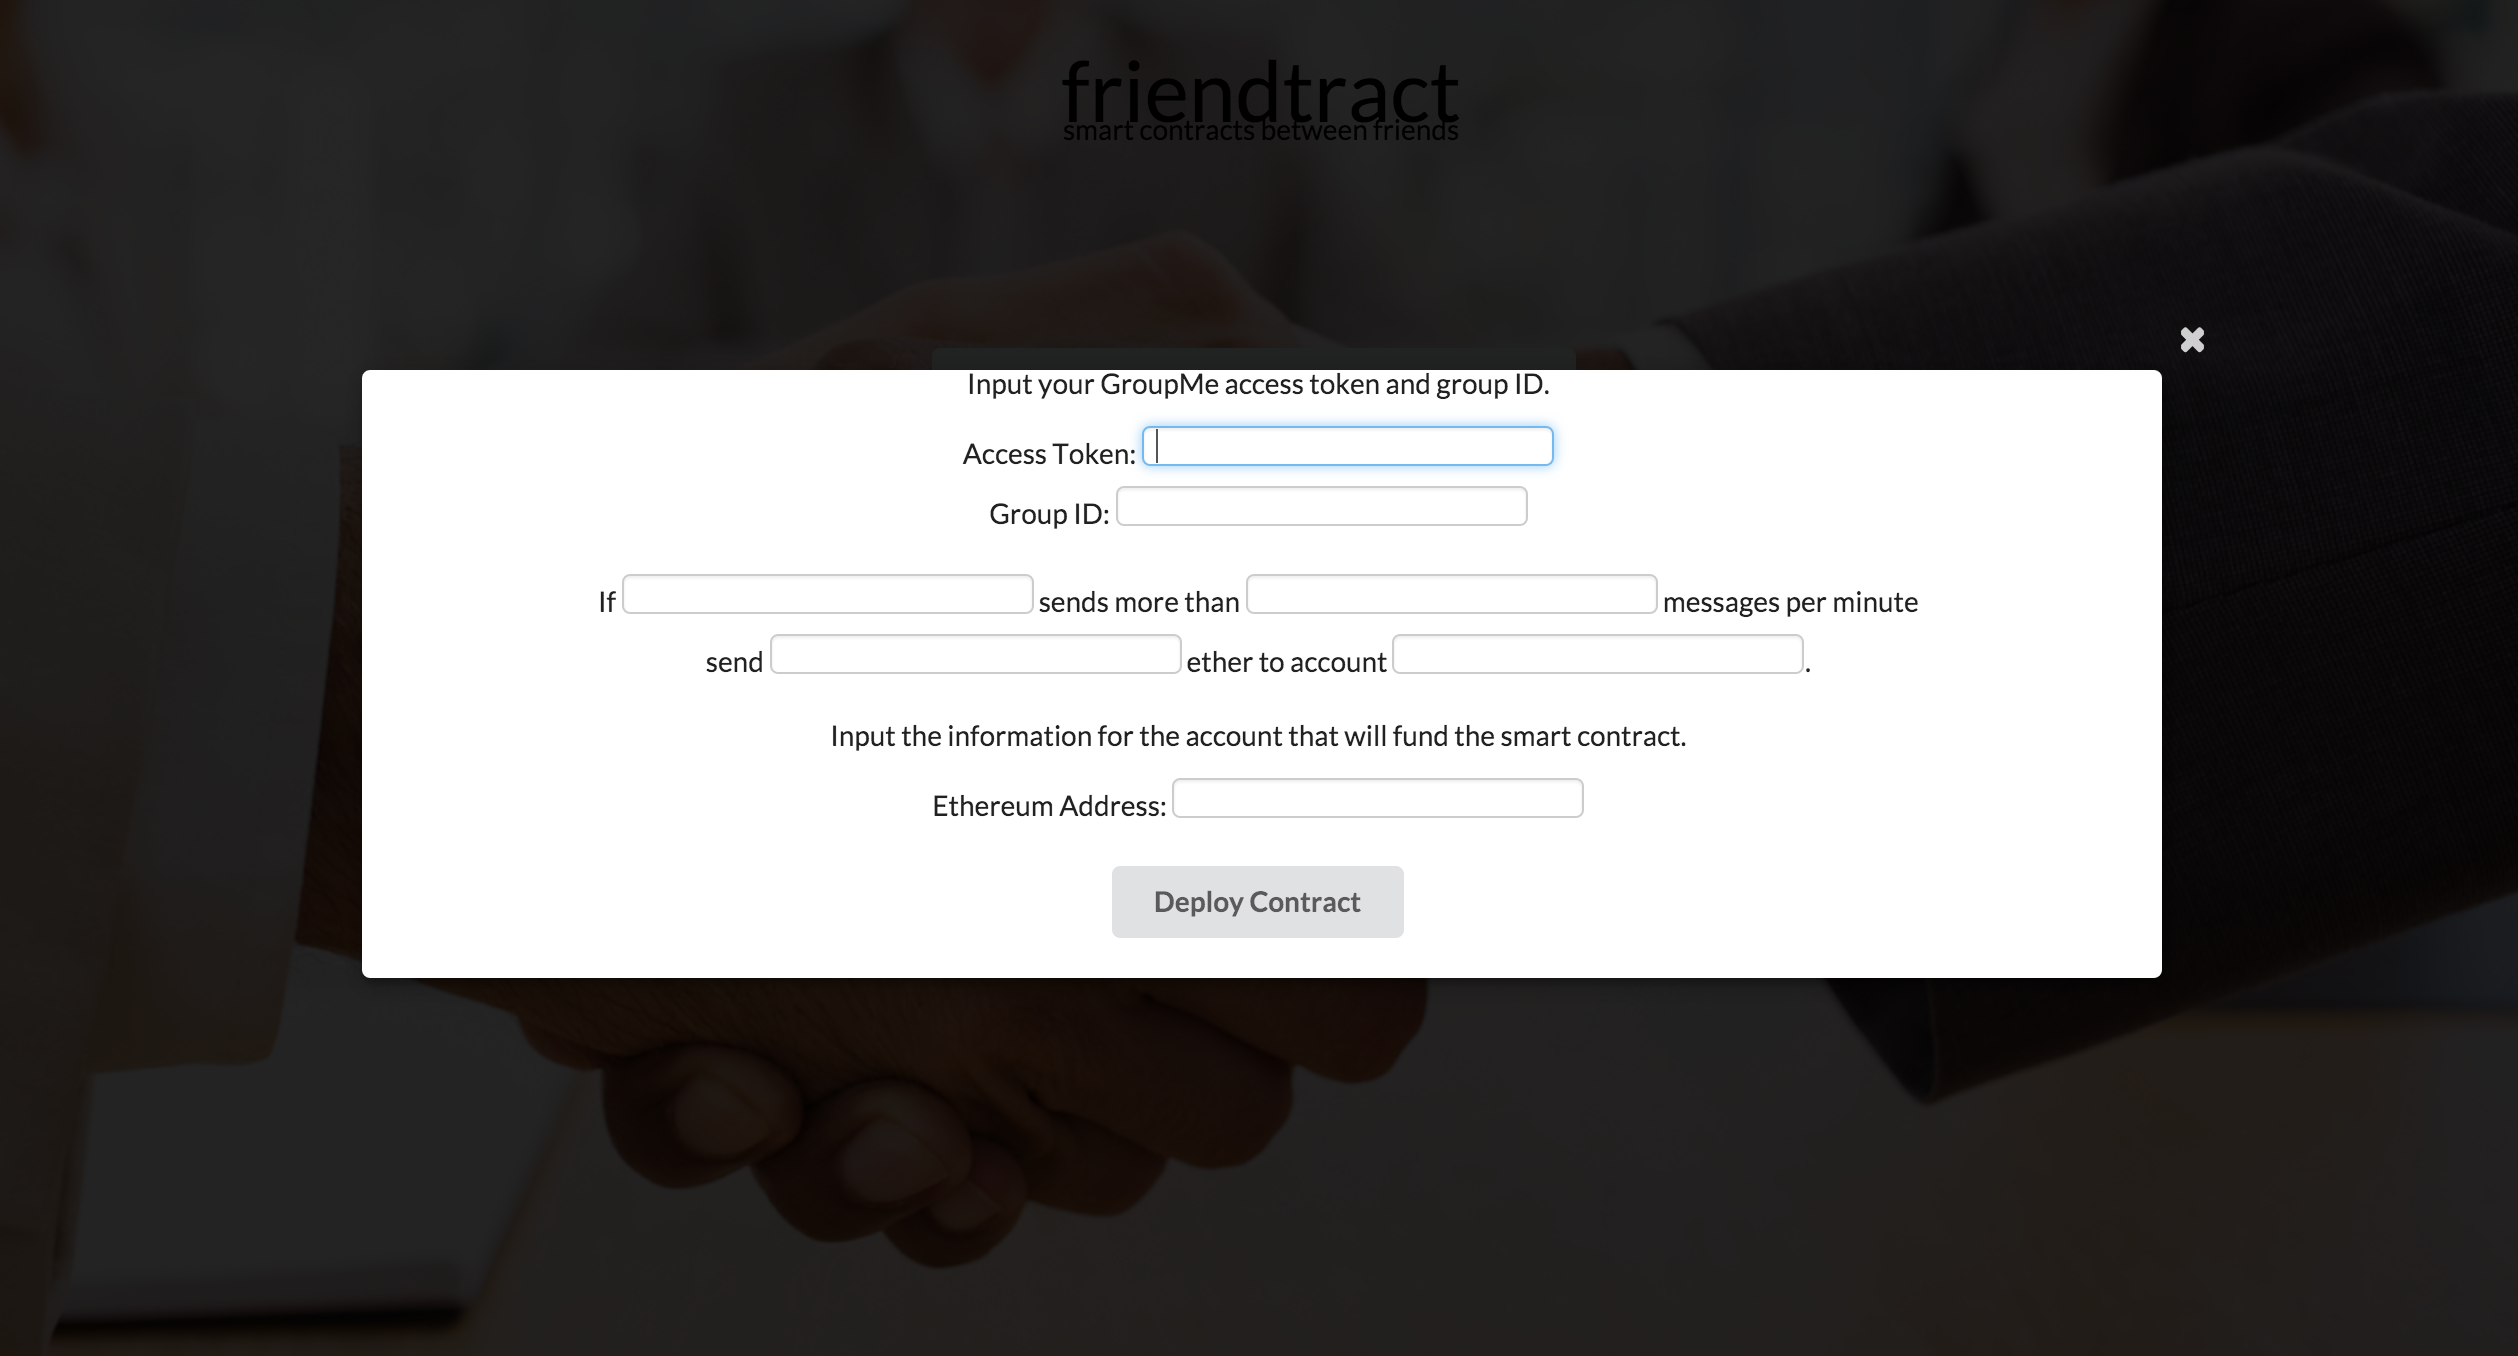 friendtract
smart contracts between friends
Input your GroupMe access token and group ID.
Access Token:
Group ID:
If sends more than messages per minute
send ether to account .
Input the information for the account that will fund the smart contract.
Ethereum Address:
Deploy Contract